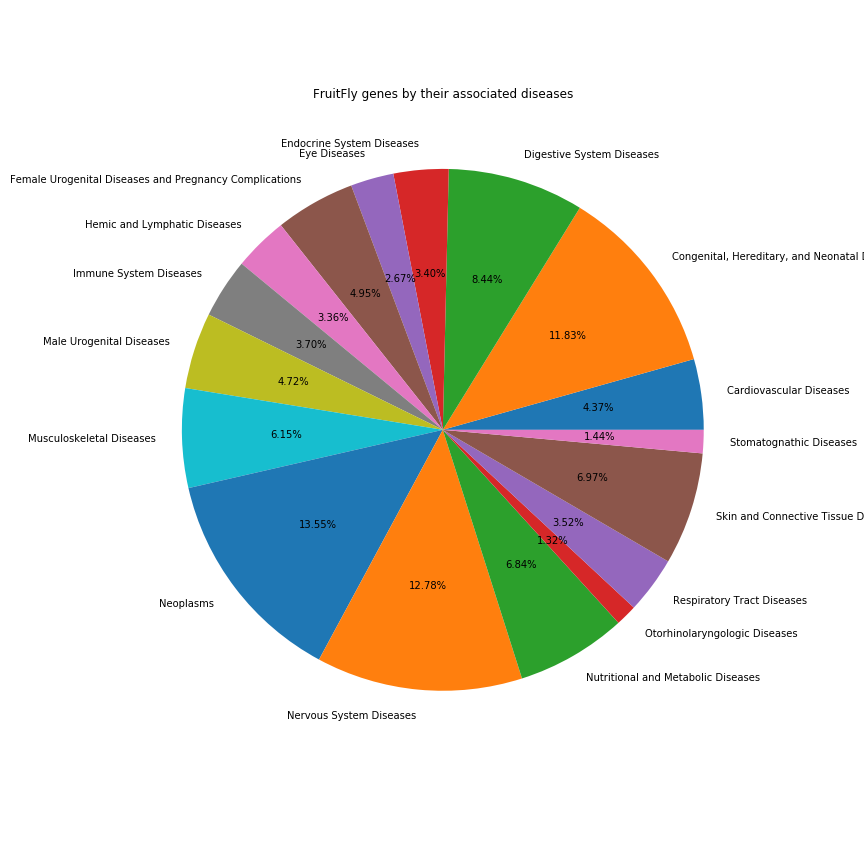 FruitFly genes by their associated diseases
Endocrine System Diseases
Eye Diseases
Digestive System Diseases
Female Urogenital Diseases and Pregnancy Complications
Hemic and Lymphatic Diseases
Congenital, Hereditary, and Neonatal
Immune System Diseases
Male Urogenital Diseases
Cardiovascular Diseases
Musculoskeletal Diseases
Stomatognathic Diseases
Skin and Connective Tissue
Neoplasms
Respiratory Tract Diseases
Otorhinolaryngologic Diseases
Nutritional and Metabolic Diseases
Nervous System Diseases
2.67%
3.40%
8.44%
4.95%
3.36%
11.83%
3.70%
4.72%
4.37%
6.15%
1.44%
6.97%
13.55%
3.52%
1.32%
6.84%
12.78%